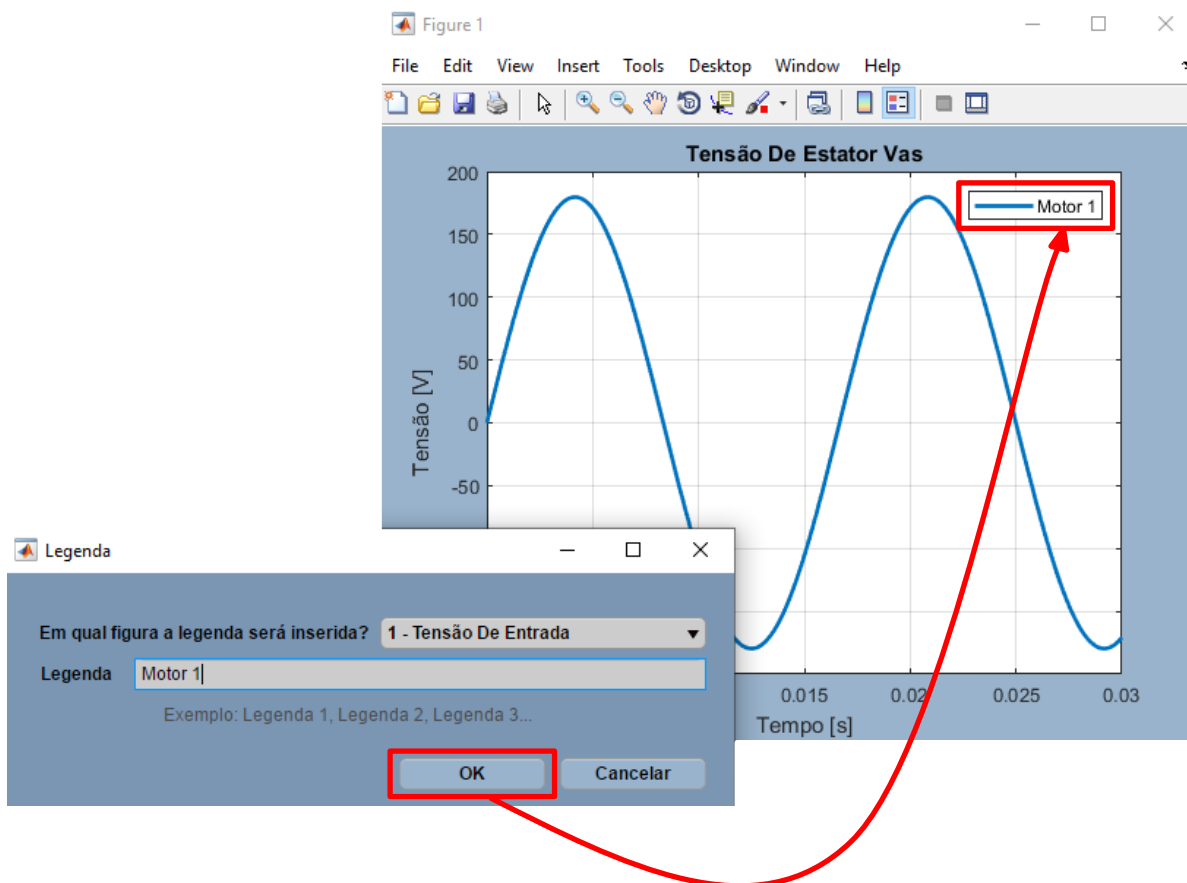 Figure 1
File Edit View Insert Tools Desktop Window Help
Tensão De Estator Vas
200
150
100
50
0
-50
Tensão [V]
Motor 1
0.015 0.02 0.025 0.03
Tempo [s]
Legenda
Em qual figura a legenda será inserida? 1 - Tensão De Entrada
Legenda Motor 1
Exemplo: Legenda 1, Legenda 2, Legenda 3...
OK Cancelar